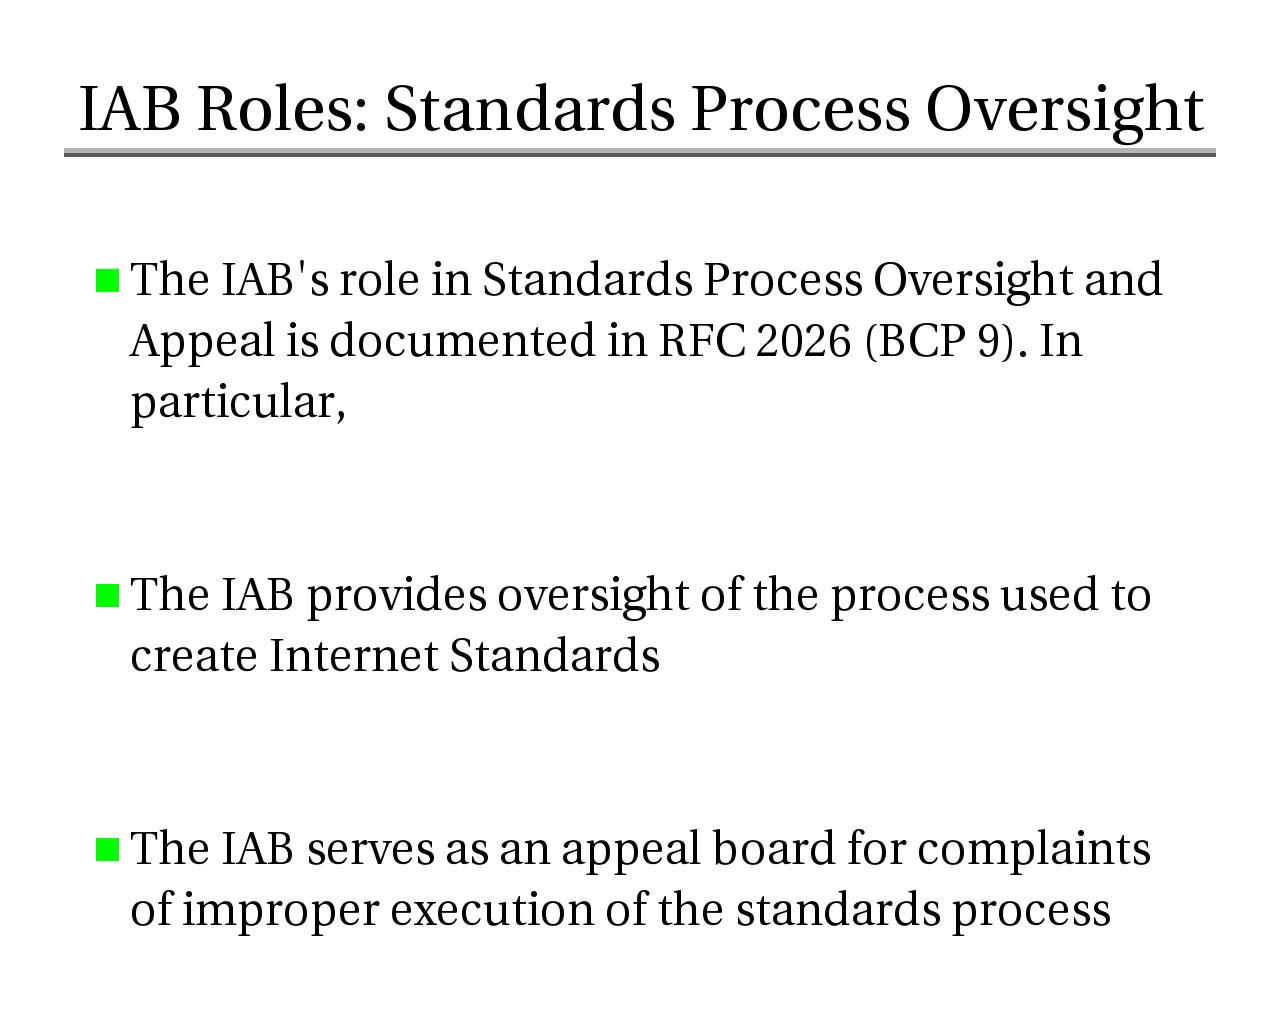 IAB Roles: Standards Process Oversight
The IAB's role in Standards Process Oversight and
Appeal is documented in RFC 2026 (BCP 9). In
particular,
The IAB provides oversight of the process used to
create Internet Standards
The IAB serves as an appeal board for complaints
of improper execution of the standards process